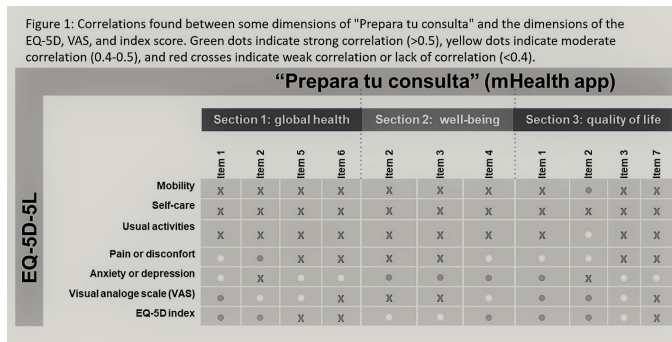 Figure 1: Correlations found between some dimensions of "Prepara tu consulta" and the dimensions of the
EQ-5D, VAS, and index score. Green dots indicate strong correlation (>0.5), yellow dots indicate moderate
correlation (0.4-0.5), and red crosses indicate weak correlation or lack of correlation (<0.4).
“Prepara tu consulta” (mHealth app)
Section 1: global health Section 2: well-being Section 3: quality of life
Item 1 Item 2 Item 5 Item 6 Item 2 Item 3 Item 4 Item 1 Item 2 Item 3 Item 7
EQ-5D-5L
Mobility X X X X X X X X X X
Self-care X X X X X X X X X X X
Usual activities X X X X X X X X X X
Pain or disconfort X X X X X X
Anxiety or depression X X
Visual analoge scale (VAS) X X X X
EQ-5D index X X X